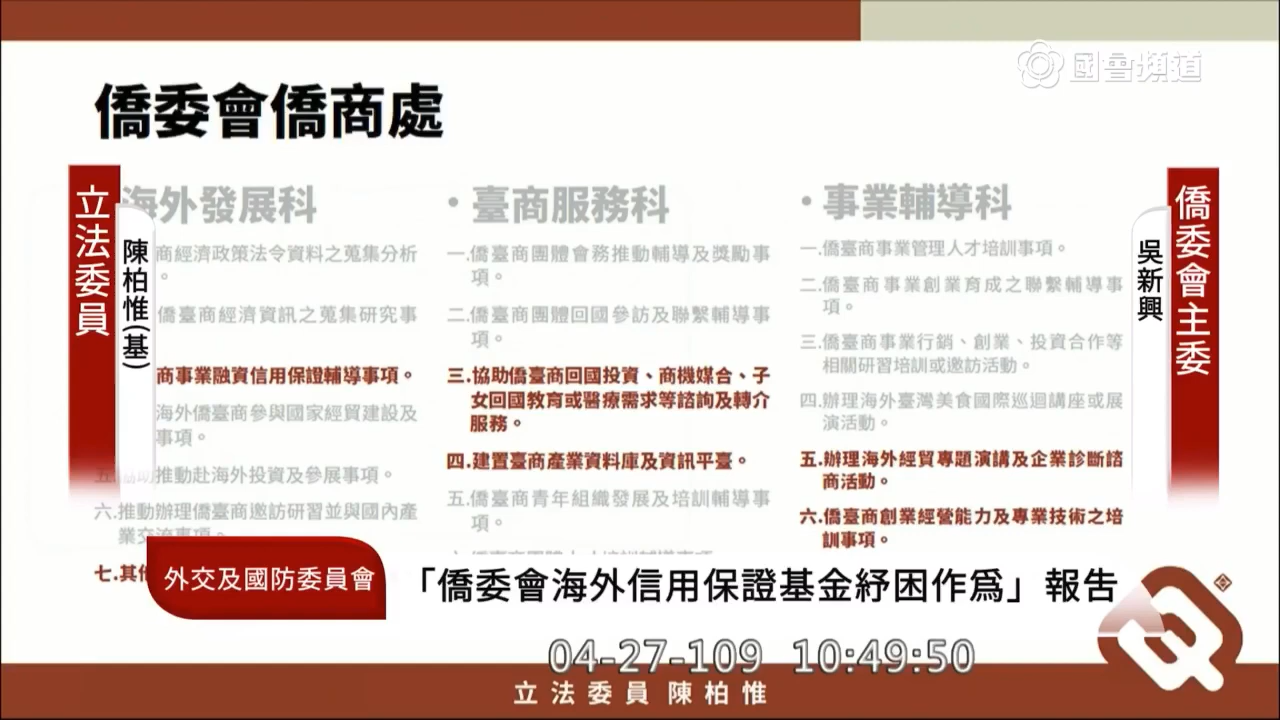 國會頻道
僑委會僑商處
立法委員
陳柏惟(基)
僑委會主委
吳新興
海外發展科
商經濟政策法令資料之蒐集分析
。
僑臺商經濟資訊之蒐集研究事
商事業融資信用保證輔導事項。
海外僑臺商參與國家經貿建設及
事項。
五.協助推動赴海外投資及參展事項。
六.推動辦理僑臺商邀訪研習並與國內產
業交流事項。
七.其他
• 臺商服務科
一.僑臺商團體會務推動輔導及獎勵事
項。
二.僑臺商團體回國參訪及聯繫輔導事
項。
三.協助僑臺商回國投資、商機媒合、子
女回國教育或醫療需求等諮詢及轉介
服務。
四.建置臺商產業資料庫及資訊平臺。
五.僑臺商青年組織發展及培訓輔導事
項。
• 事業輔導科
一.僑臺商事業管理人才培訓事項。
二.僑臺商事業創業育成之聯繫輔導事
項。
三.僑臺商事業行銷、創業、投資合作等
相關研習培訓或邀訪活動。
四.辦理海外臺灣美食國際巡迴講座或展
演活動。
五.辦理海外經貿專題演講及企業診斷諮
商活動。
六.僑臺商創業經營能力及專業技術之培
訓事項。
外交及國防委員會
「僑委會海外信用保證基金紓困作為」報告
04-27-109 10:49:50
立法委員 陳柏惟